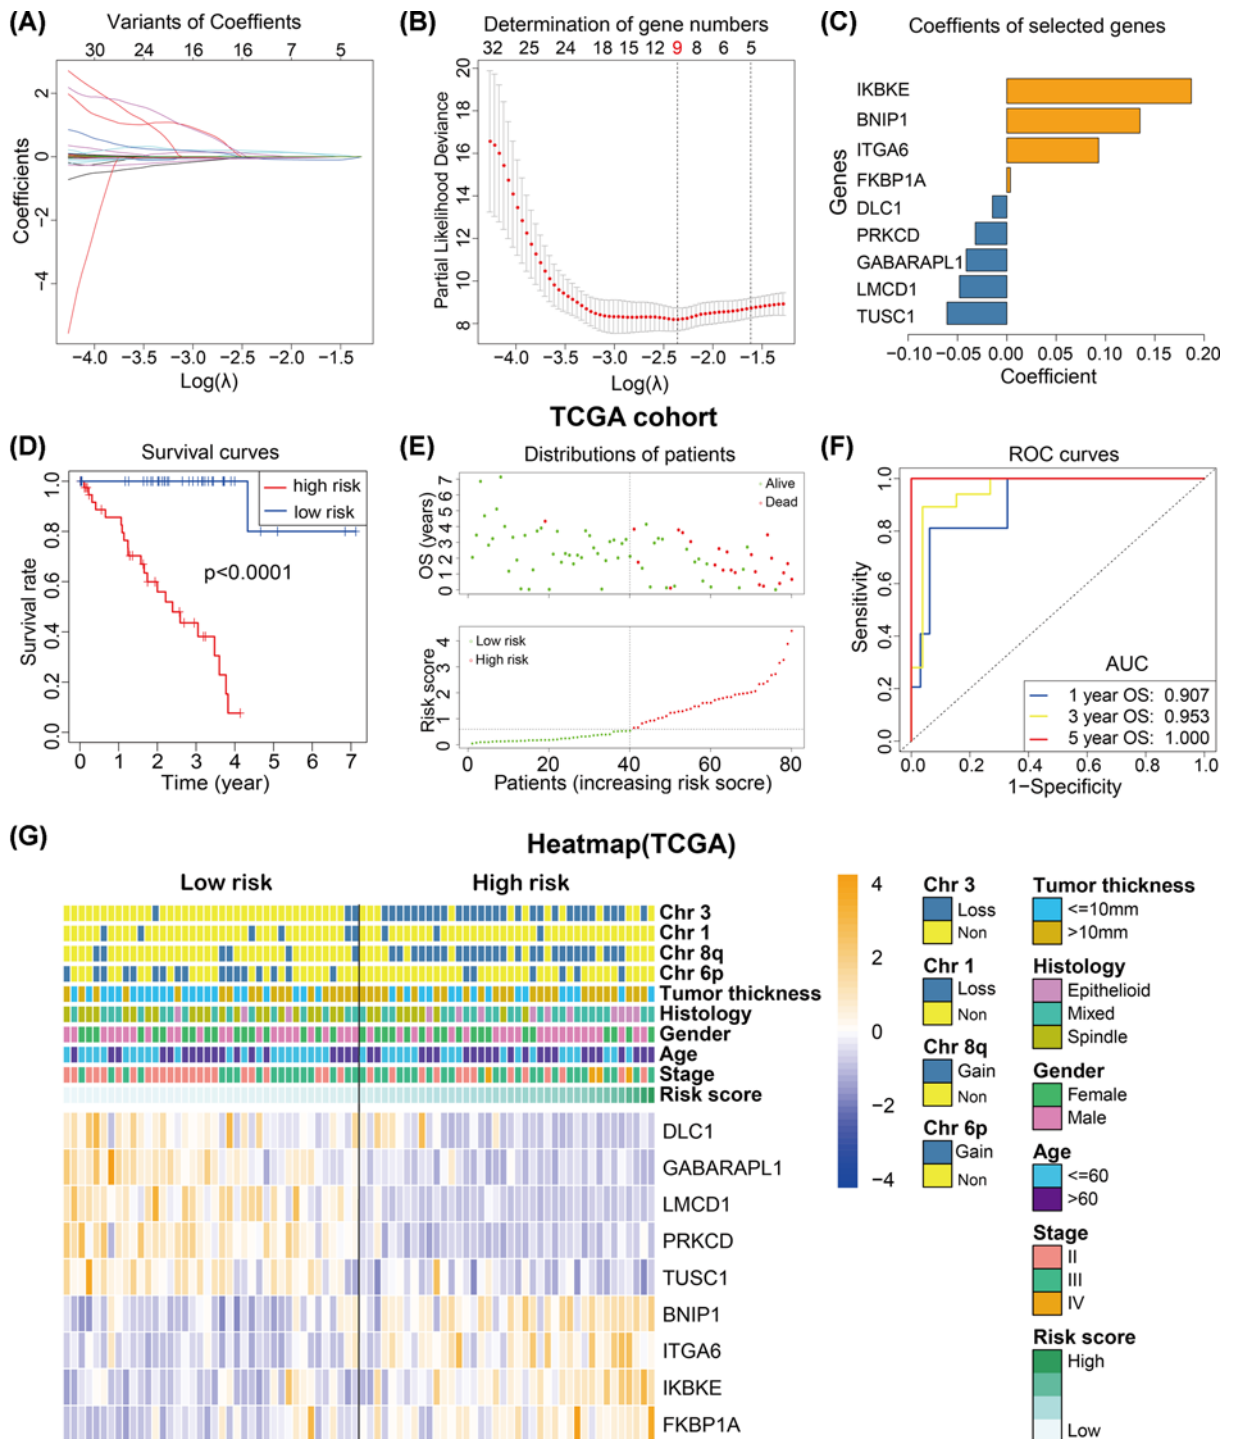 (A)
Variants of Coeffients
30 24 16 16 7 5
2
0
−2
−4
Coefficients
−4.0 −3.5 −3.0 −2.5 −2.0 −1.5
Log(λ)
(B)
Determination of gene numbers
32 25 24 18 15 12 9 8 6 5
20
18
16
14
12
10
8
Partial Likelihood Deviance
−4.0 −3.5 −3.0 −2.5 −2.0 −1.5
Log(λ)
(C)
Coeffients of selected genes
Genes
IKBKE
BNIP1
ITGA6
FKBP1A
DLC1
PRKCD
GABARAPL1
LMCD1
TUSC1
−0.10 −0.05 0.00 0.05 0.10 0.15 0.20
Coefficient
TCGA cohort
(D)
Survival curves
high risk
low risk
p<0.0001
1.0
0.8
0.6
0.4
0.2
0.0
Survival rate
0 1 2 3 4 5 6 7
Time (year)
(E)
Distributions of patients
7
6
5
4
3
2
1
0
OS (years)
Alive
Dead
Low risk
High risk
4
3
2
1
0
Risk score
0 20 40 60 80
Patients (increasing risk socre)
(F)
ROC curves
1.0
0.8
0.6
0.4
0.2
0.0
Sensitivity
AUC
1 year OS: 0.907
3 year OS: 0.953
5 year OS: 1.000
0.0 0.2 0.4 0.6 0.8 1.0
1−Specificity
(G)
Heatmap(TCGA)
Low risk High risk
Chr 3
Chr 1
Chr 8q
Chr 6p
Tumor thickness
Histology
Gender
Age
Stage
Risk score
DLC1
GABARAPL1
LMCD1
PRKCD
TUSC1
BNIP1
ITGA6
IKBKE
FKBP1A
4
2
0
−2
−4
Chr 3
Loss
Non
Chr 1
Loss
Non
Chr 8q
Gain
Non
Chr 6p
Gain
Non
Tumor thickness
<=10mm
>10mm
Histology
Epithelioid
Mixed
Spindle
Gender
Female
Male
Age
<=60
>60
Stage
II
III
IV
Risk score
High
Low